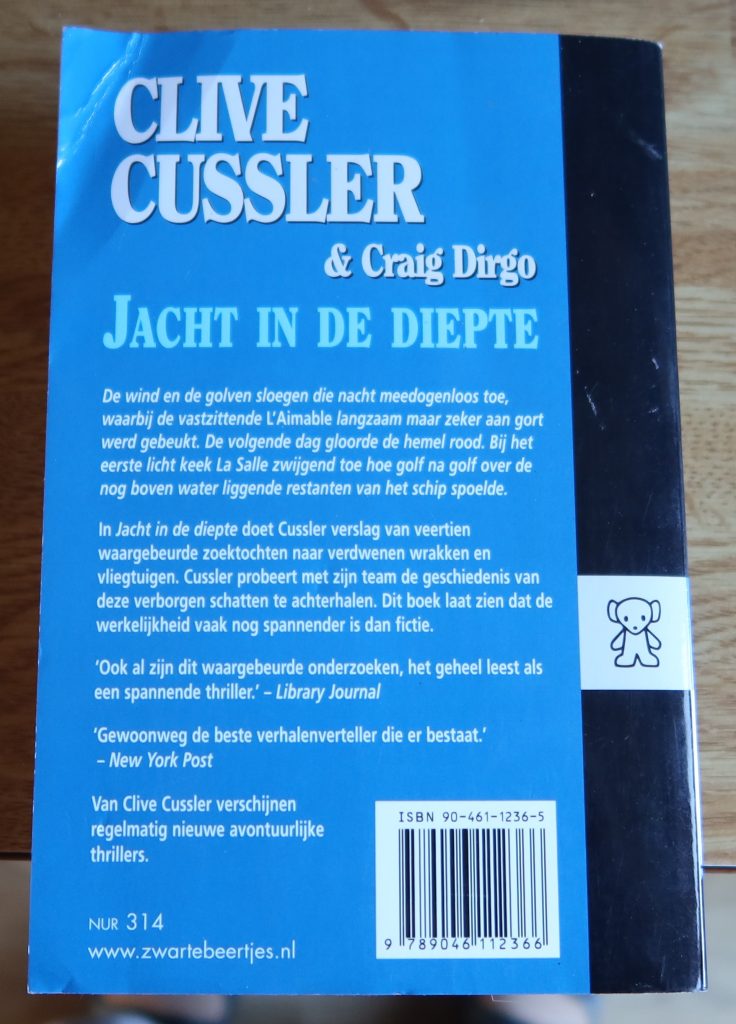 CLIVE
CUSSLER
& Craig Dirgo
JACHT IN DE DIEPTE
De wind en de golven sloegen die nacht meedogenloos toe,
waarbij de vastzittende L'Aimable langzaam maar zeker aan gort
werd gebeukt. De volgende dag gloorde de hemel rood. Bij het
eerste licht keek La Salle zwijgend toe hoe golf na golf over de
nog boven water liggende restanten van het schip spoelde.
In Jacht in de diepte doet Cussler verslag van veertien
waargebeurde zoektochten naar verdwenen wrakken en
vliegtuigen. Cussler probeert met zijn team de geschiedenis van
deze verborgen schatten te achterhalen. Dit boek laat zien dat de
werkelijkheid vaak nog spannender is dan fictie.
'Ook al zijn dit waargebeurde onderzoeken, het geheel leest als
een spannende thriller.' – Library Journal
'Gewoonweg de beste verhalenverteller die er bestaat.'
– New York Post
Van Clive Cussler verschijnen
regelmatig nieuwe avontuurlijke
thrillers.
ISBN 90-461-1236-5
9 789046 112366
NUR 314
www.zwartebeertjes.nl